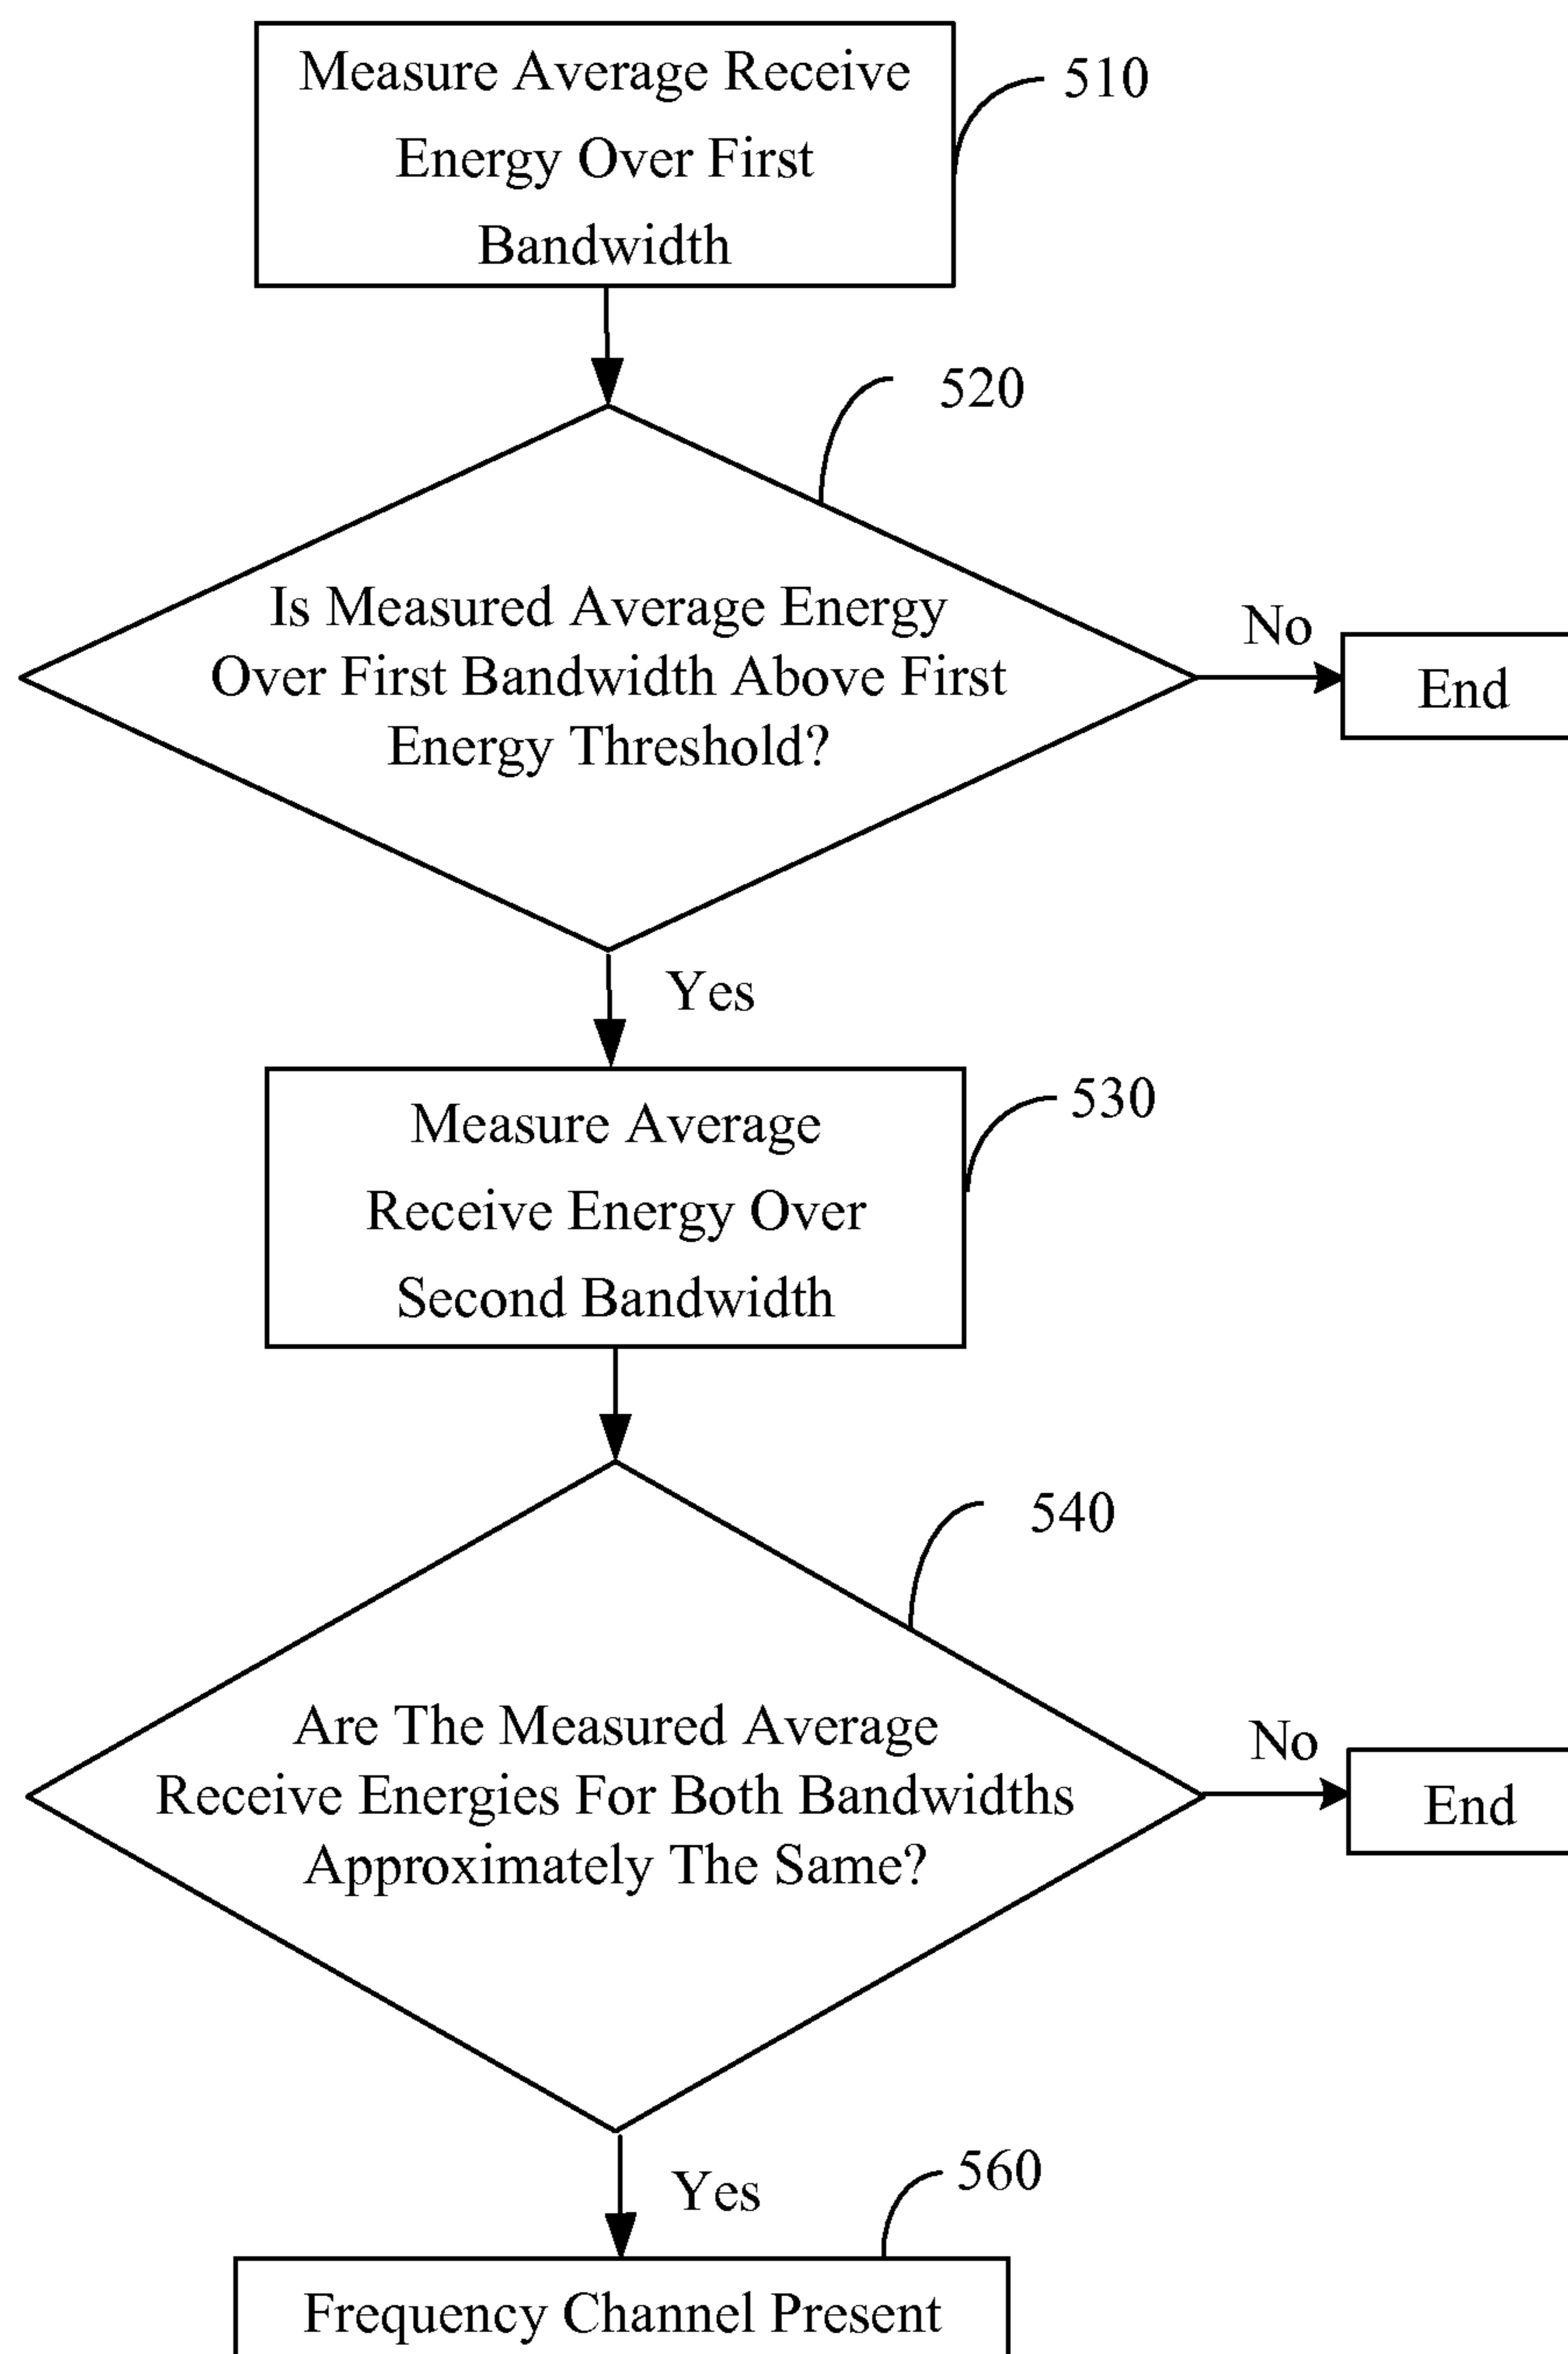 Measure Average Receive
Energy Over First
Bandwidth
510
520
Is Measured Average Energy
Over First Bandwidth Above First
Energy Threshold?
No
End
Yes
Measure Average
Receive Energy Over
Second Bandwidth
530
540
Are The Measured Average
Receive Energies For Both Bandwidths
Approximately The Same?
No
End
Yes
560
Frequency Channel Present